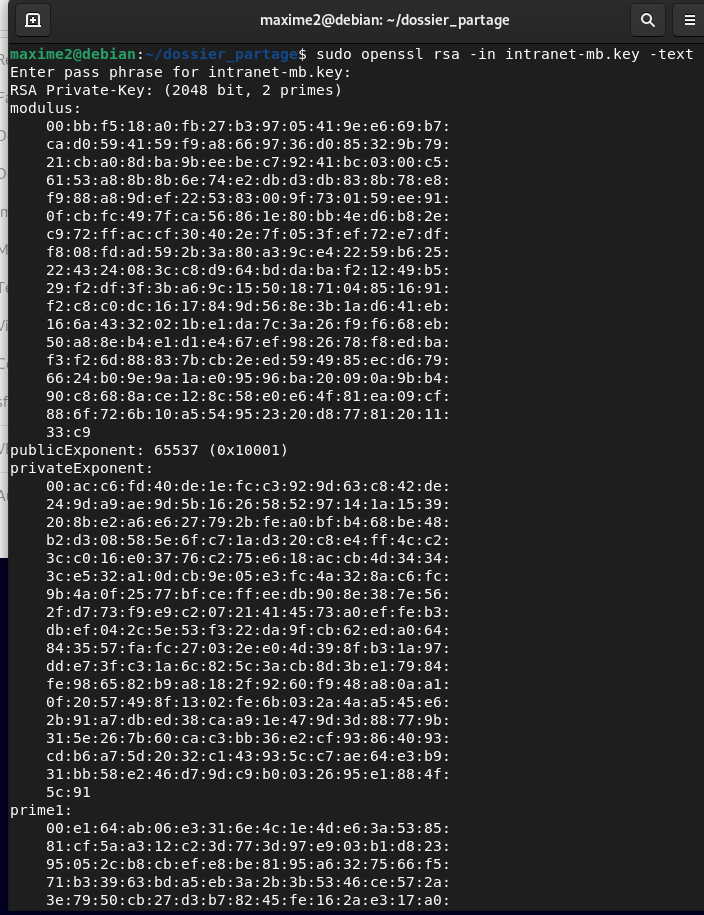 maxime2@debian: ~/dossier_partage
maxime2@debian:~/dossier_partage$ sudo openssl rsa -in intranet-mb.key -text
Enter pass phrase for intranet-mb.key:
RSA Private-Key: (2048 bit, 2 primes)
modulus:
00:bb:f5:18:a0:fb:27:b3:97:05:41:9e:e6:69:b7:
ca:d0:59:41:59:f9:a8:66:97:36:d0:85:32:9b:79:
21:cb:a0:8d:ba:9b:ee:be:c7:92:41:bc:03:00:c5:
61:53:a8:8b:8b:6e:74:e2:db:d3:db:83:8b:78:e8:
f9:88:a8:9d:ef:22:53:83:00:9f:73:01:59:ee:91:
0f:cb:fc:49:7f:ca:56:86:1e:80:bb:4e:d6:b8:2e:
c9:72:ff:ac:cf:30:40:2e:7f:05:3f:ef:72:e7:df:
f8:08:fd:ad:59:2b:3a:80:a3:9c:e4:22:59:b6:25:
22:43:24:08:3c:c8:d9:64:bd:da:ba:f2:12:49:b5:
29:f2:df:3f:3b:a6:9c:15:50:18:71:04:85:16:91:
f2:c8:c0:dc:16:17:84:9d:56:8e:3b:1a:d6:41:eb:
16:6a:43:32:02:1b:e1:da:7c:3a:26:f9:f6:68:eb:
50:a8:8e:b4:e1:d1:e4:67:ef:98:26:78:f8:ed:ba:
f3:f2:6d:88:83:7b:cb:2e:ed:59:49:85:ec:d6:79:
66:24:b0:9e:9a:1a:e0:95:96:ba:20:09:0a:9b:b4:
90:c8:68:8a:ce:12:8c:58:e0:e6:4f:81:ea:09:cf:
88:6f:72:6b:10:a5:54:95:23:20:d8:77:81:20:11:
33:c9
publicExponent: 65537 (0x10001)
privateExponent:
00:ac:c6:fd:40:de:1e:fc:c3:92:9d:63:c8:42:de:
24:9d:a9:ae:9d:5b:16:26:58:52:97:14:1a:15:39:
20:8b:e2:a6:e6:27:79:2b:fe:a0:bf:b4:68:be:48:
b2:d3:08:58:5e:6f:c7:1a:d3:20:c8:e4:ff:4c:c2:
3c:c0:16:e0:37:76:c2:75:e6:18:ac:cb:4d:34:34:
3c:e5:32:a1:0d:cb:9e:05:e3:fc:4a:32:8a:c6:fc:
9b:4a:0f:25:77:bf:ce:ff:ee:db:90:8e:38:7e:56:
2f:d7:73:f9:e9:c2:07:21:41:45:73:a0:ef:fe:b3:
db:ef:04:2c:5e:53:f3:22:da:9f:cb:62:ed:a0:64:
84:35:57:fa:fc:27:03:2e:e0:4d:39:8f:b3:1a:97:
dd:e7:3f:c3:1a:6c:82:5c:3a:cb:8d:3b:e1:79:84:
fe:98:65:82:b9:a8:18:2f:92:60:f9:48:a8:0a:a1:
0f:20:57:49:8f:13:02:fe:6b:03:2a:4a:a5:45:e6:
2b:91:a7:db:ed:38:ca:a9:1e:47:9d:3d:88:77:9b:
31:5e:26:7b:60:ca:c3:bb:36:e2:cf:93:86:40:93:
cd:b6:a7:5d:20:32:c1:43:93:5c:c7:ae:64:e3:b9:
31:bb:58:e2:46:d7:9d:c9:b0:03:26:95:e1:88:4f:
5c:91
prime1:
00:e1:64:ab:06:e3:31:6e:4c:1e:4d:e6:3a:53:85:
81:cf:5a:a3:12:c2:3d:77:3d:97:e9:03:b1:d8:23:
95:05:2c:b8:cb:ef:e8:be:81:95:a6:32:75:66:f5:
71:b3:39:63:bd:a5:eb:3a:2b:3b:53:46:ce:57:2a:
3e:79:50:cb:27:d3:b7:82:45:fe:16:2a:e3:17:a0: